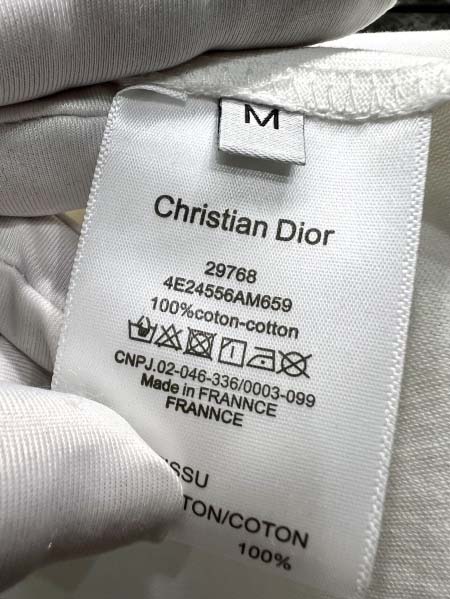 M
Christian Dior
29768
4E24556AM659
100%coton-cotton
CNPJ.02-046-336/0003-099
Made in FRANNCE
FRANNCE
SSU
TON/COTON
100%